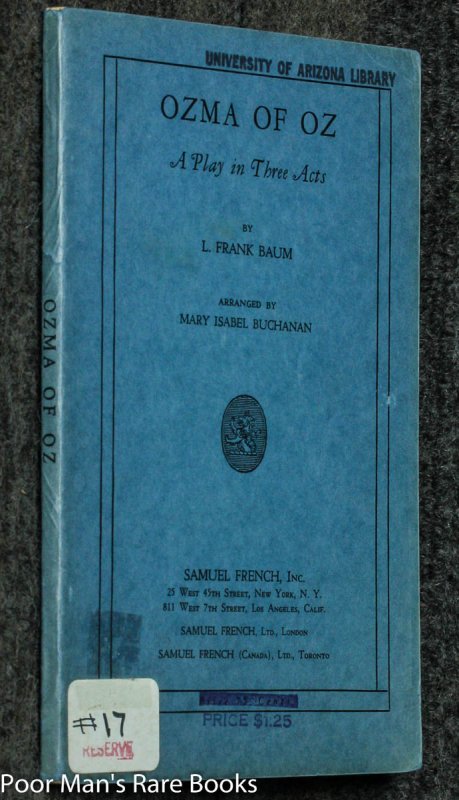 UNIVERSITY OF ARIZONA LIBRARY
OZMA OF OZ
A Play in Three Acts
BY
L. FRANK BAUM
ARRANGED BY
MARY ISABEL BUCHANAN
SAMUEL FRENCH, INC.
25 WEST 45TH STREET, NEW YORK, N. Y.
811 WEST 7TH STREET, LOS ANGELES, CALIF.
SAMUEL FRENCH, LTD., LONDON
SAMUEL FRENCH (CANADA), LTD., TORONTO
PRICE $1.25
OZMA OF OZ
#17
RESERVE
Poor Man's Rare Books